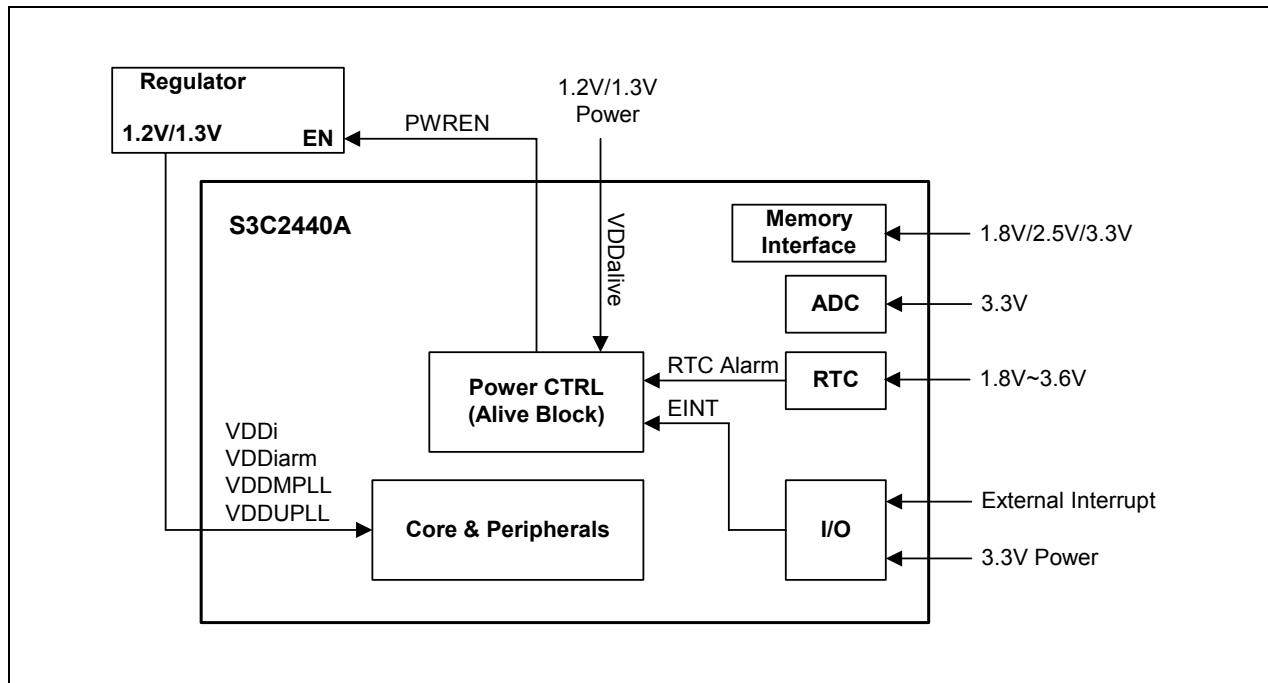 Regulator
1.2V/1.3V
EN
PWREN
1.2V/1.3V
Power
S3C2440A
VDDalive
Memory
Interface
1.8V/2.5V/3.3V
ADC
3.3V
Power CTRL
(Alive Block)
RTC Alarm
RTC
1.8V~3.6V
EINT
VDDi
VDDiarm
VDDMPLL
VDDUPLL
Core & Peripherals
I/O
External Interrupt
3.3V Power